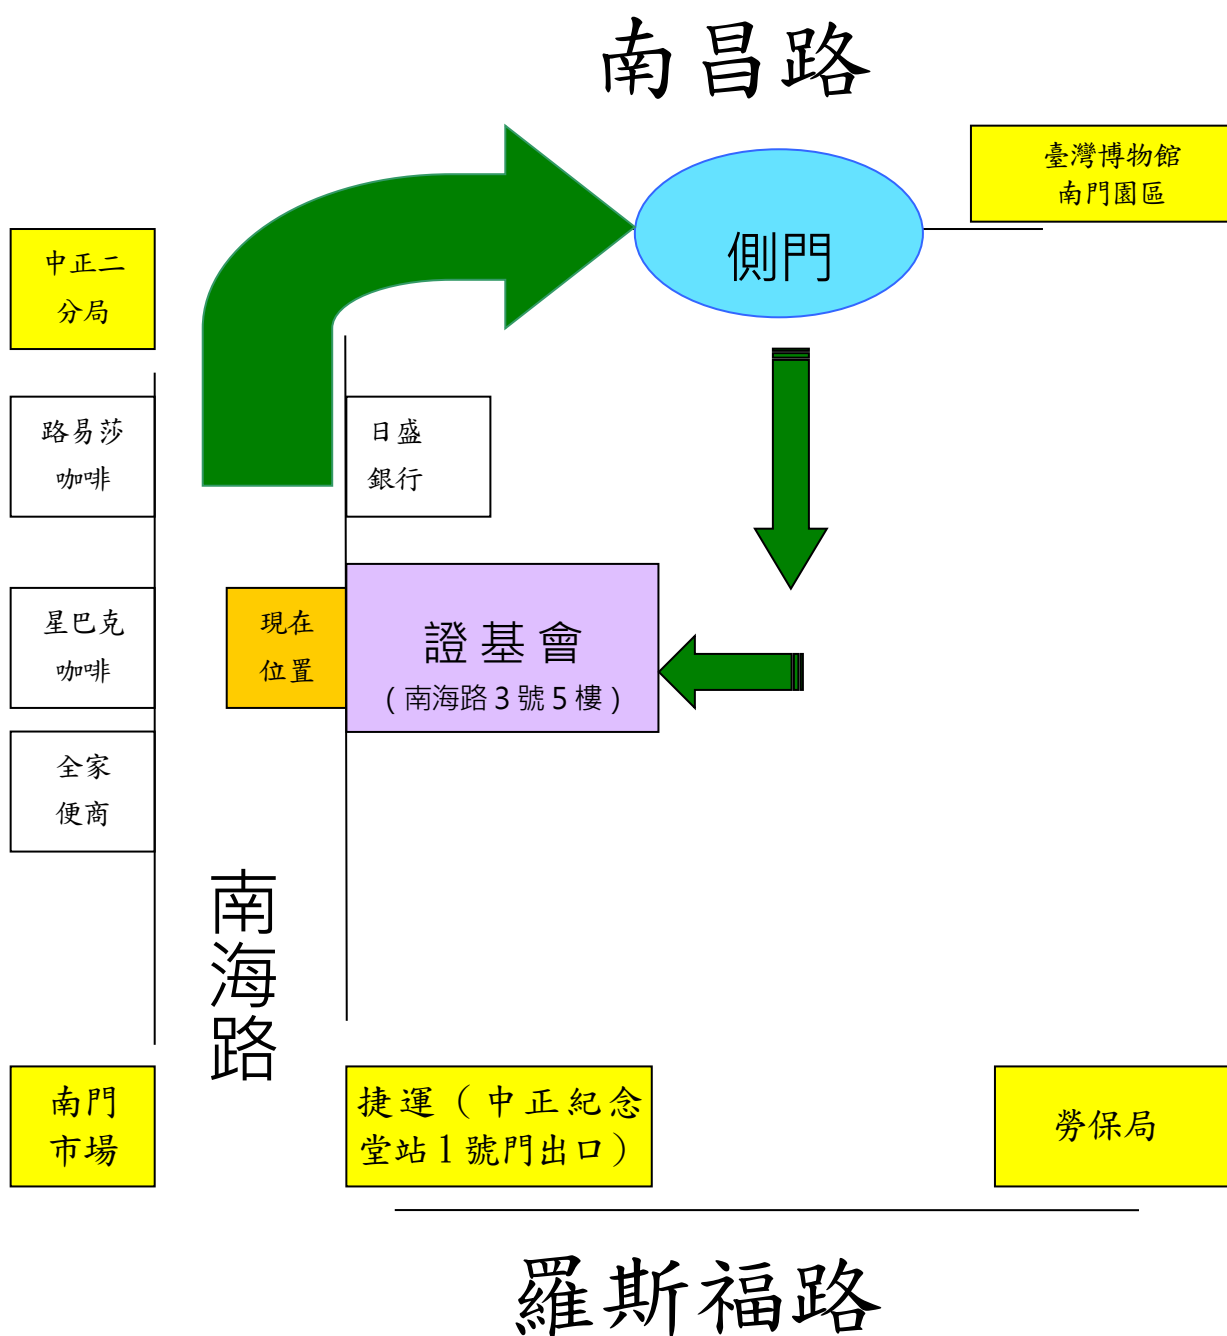 南昌路
臺灣博物館
南門園區
側門
中正二
分局
路易莎
咖啡
日盛
銀行
星巴克
咖啡
現在
位置
證基會
(南海路3號5樓)
全家
便商
南海路
南門
市場
捷運（中正紀念
堂站1號門出口）
勞保局
羅斯福路